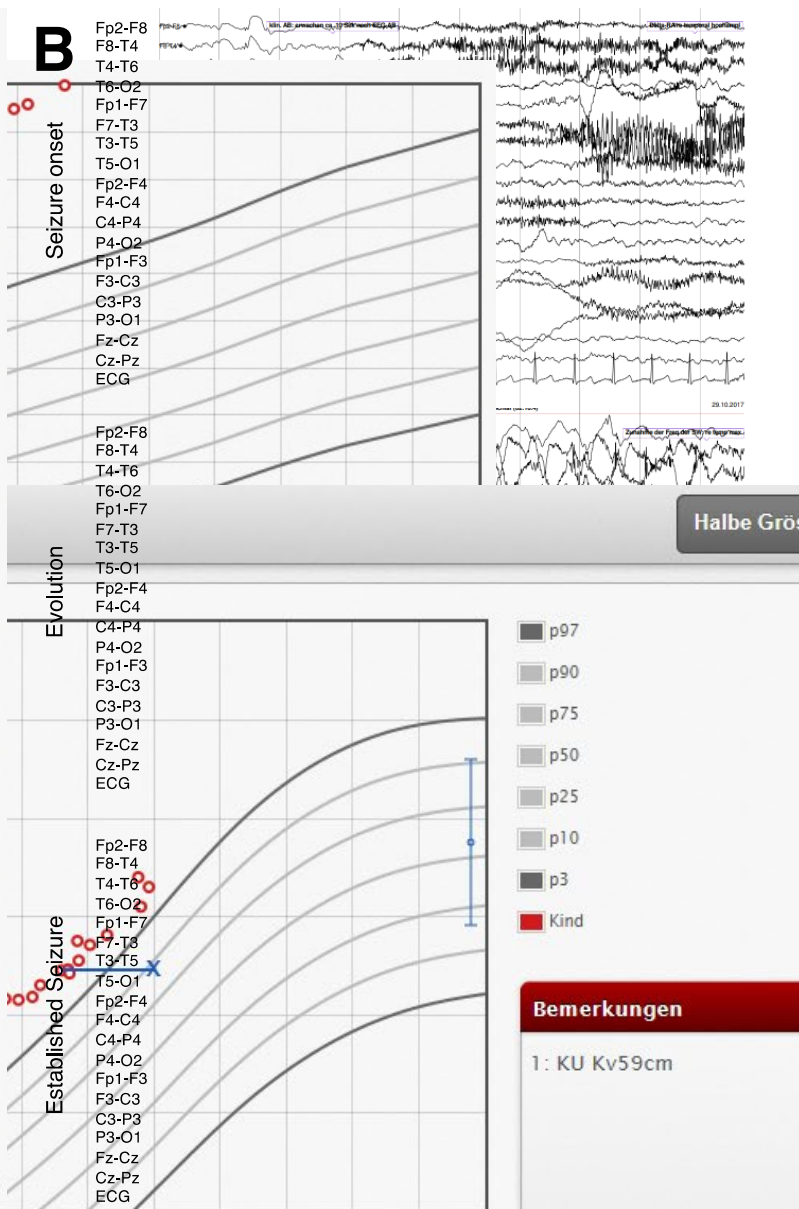 B
Fp2-F8
F8-T4
T4-T6
T6-O2
Fp1-F7
F7-T3
T3-T5
T5-O1
Fp2-F4
F4-C4
C4-P4
P4-O2
Fp1-F3
F3-C3
C3-P3
P3-O1
Fz-Cz
Cz-Pz
ECG
Seizure onset
29.10.2017
Fp2-F8
F8-T4
T4-T6
T6-O2
Fp1-F7
F7-T3
T3-T5
T5-O1
Fp2-F4
F4-C4
C4-P4
P4-O2
Fp1-F3
F3-C3
C3-P3
P3-O1
Fz-Cz
Cz-Pz
ECG
Evolution
Halbe
p97
p90
p75
p50
p25
p10
p3
Kind
Fp2-F8
F8-T4
T4-T6
T6-O2
Fp1-F7
F7-T3
T3-T5
T5-O1
Fp2-F4
F4-C4
C4-P4
P4-O2
Fp1-F3
F3-C3
C3-P3
P3-O1
Fz-Cz
Cz-Pz
ECG
Established Seizure
X
Bemerkungen
1: KU Kv59cm